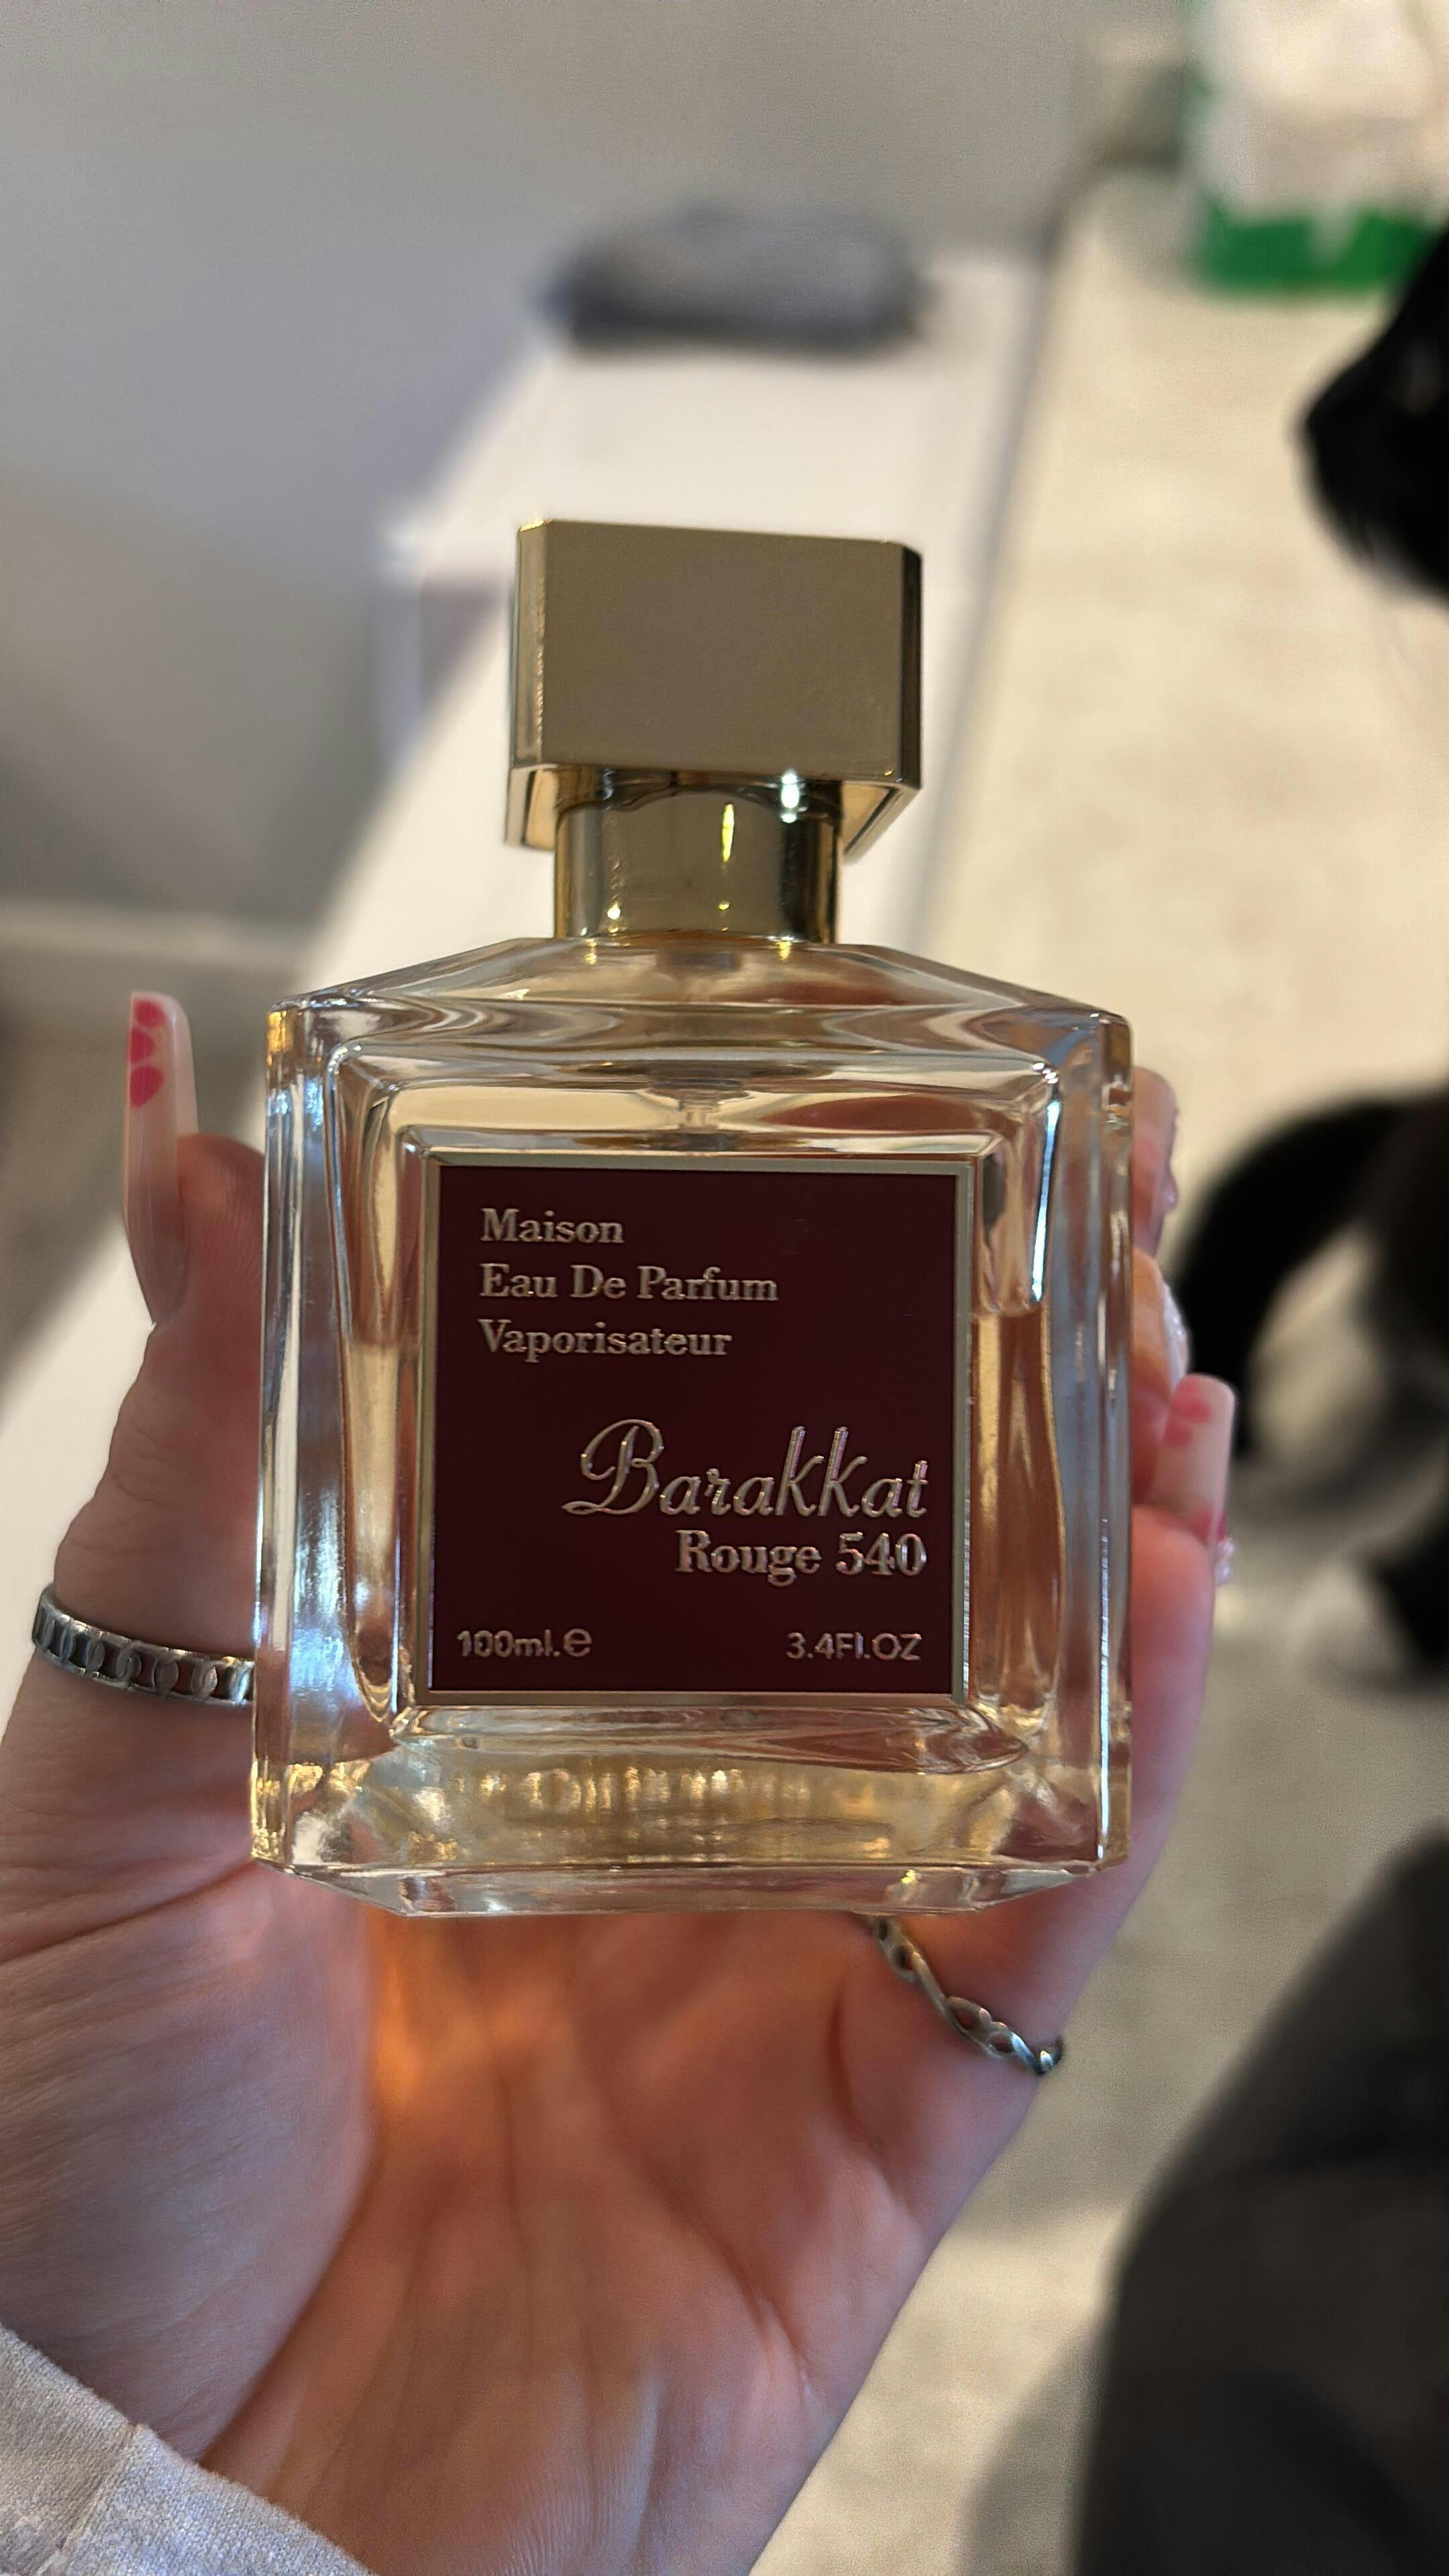 Maison
Eau De Parfum
Vaporisateur
Barakkat
Rouge 540
100ml.e 3.4Fl.OZ